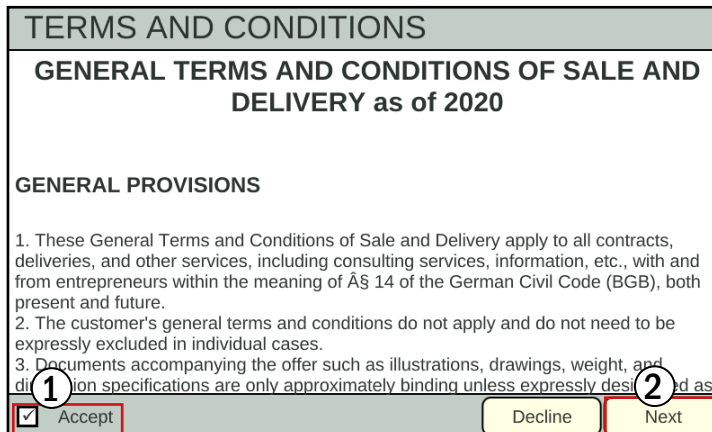 TERMS AND CONDITIONS
GENERAL TERMS AND CONDITIONS OF SALE AND
DELIVERY as of 2020
GENERAL PROVISIONS
1. These General Terms and Conditions of Sale and Delivery apply to all contracts,
deliveries, and other services, including consulting services, information, etc., with and
from entrepreneurs within the meaning of Â§ 14 of the German Civil Code (BGB), both
present and future.
2. The customer's general terms and conditions do not apply and do not need to be
expressly excluded in individual cases.
3. Documents accompanying the offer such as illustrations, drawings, weight, and
specifications are only approximately binding unless expressly as
1 2
Accept Decline Next